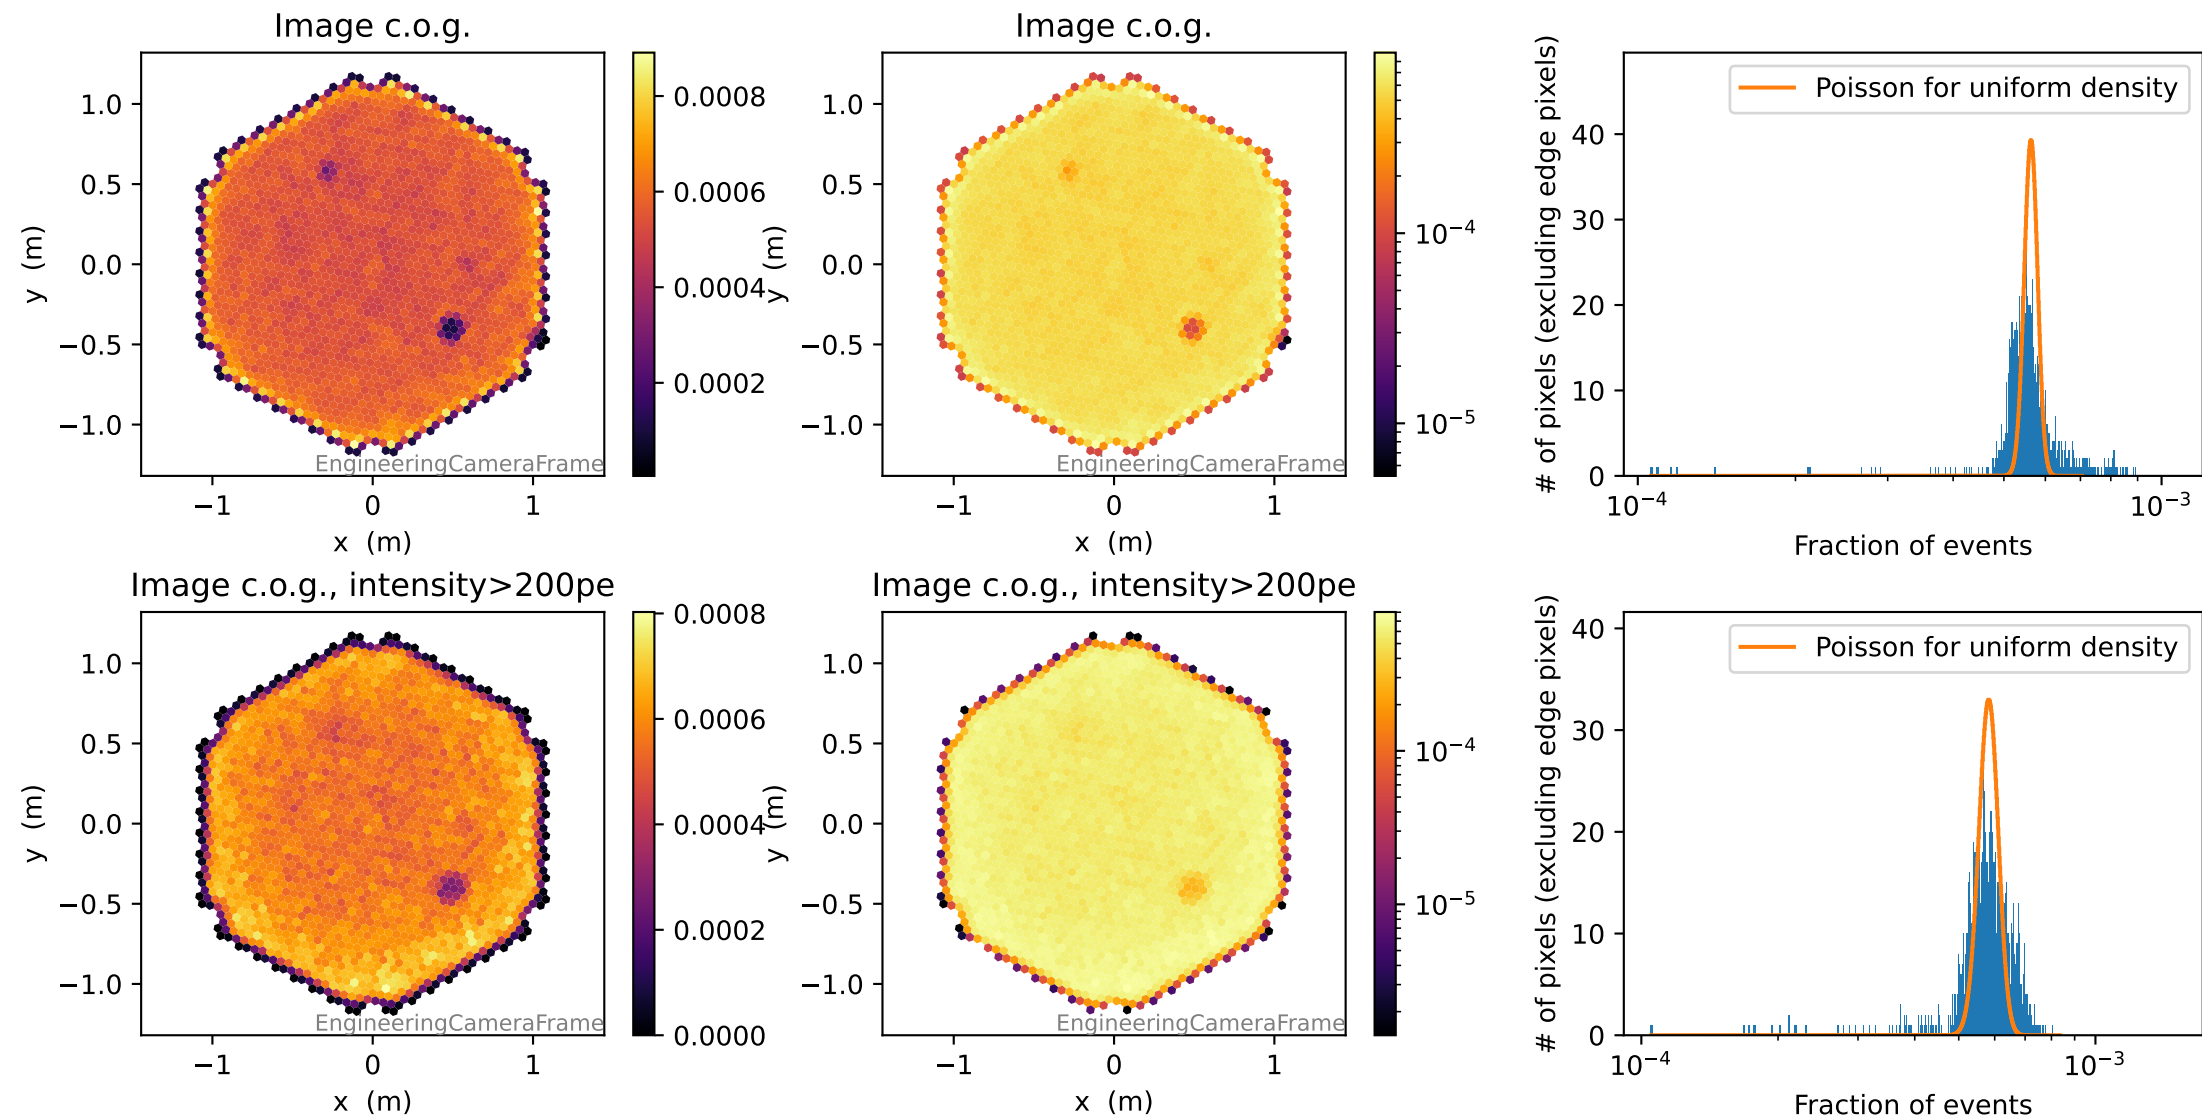 Image c.o.g.
Image c.o.g.
1.0
0.5
0.0
−0.5
−1.0
y (m)
−1
0
1
x (m)
EngineeringCameraFrame
0.0008
0.0006
0.0004
0.0002
1.0
0.5
0.0
−0.5
−1.0
y (m)
−1
0
1
x (m)
EngineeringCameraFrame
10⁻⁴
10⁻⁵
Poisson for uniform density
# of pixels (excluding edge pixels)
40
30
20
10
0
10⁻⁴
10⁻³
Fraction of events
Image c.o.g., intensity>200pe
Image c.o.g., intensity>200pe
1.0
0.5
0.0
−0.5
−1.0
y (m)
−1
0
1
x (m)
EngineeringCameraFrame
0.0008
0.0006
0.0004
0.0002
0.0000
1.0
0.5
0.0
−0.5
−1.0
y (m)
−1
0
1
x (m)
EngineeringCameraFrame
10⁻⁴
10⁻⁵
Poisson for uniform density
# of pixels (excluding edge pixels)
40
30
20
10
0
10⁻⁴
10⁻³
Fraction of events